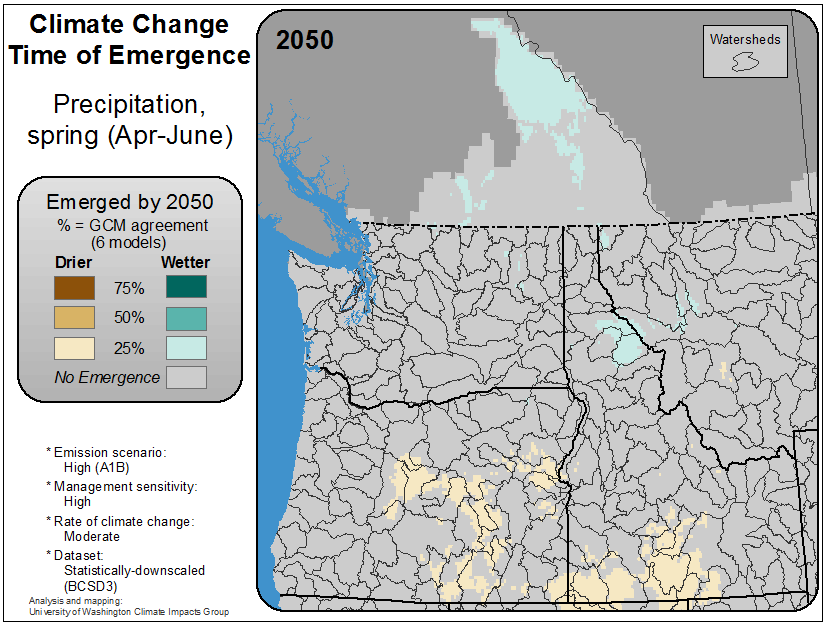 Climate Change
Time of Emergence
Precipitation,
spring (Apr-June)
Emerged by 2050
% = GCM agreement
(6 models)
Drier Wetter
75%
50%
25%
No Emergence
* Emission scenario:
High (A1B)
* Management sensitivity:
High
* Rate of climate change:
Moderate
* Dataset:
Statistically-downscaled
(BCSD3)
Analysis and mapping:
University of Washington Climate Impacts Group
2050
Watersheds